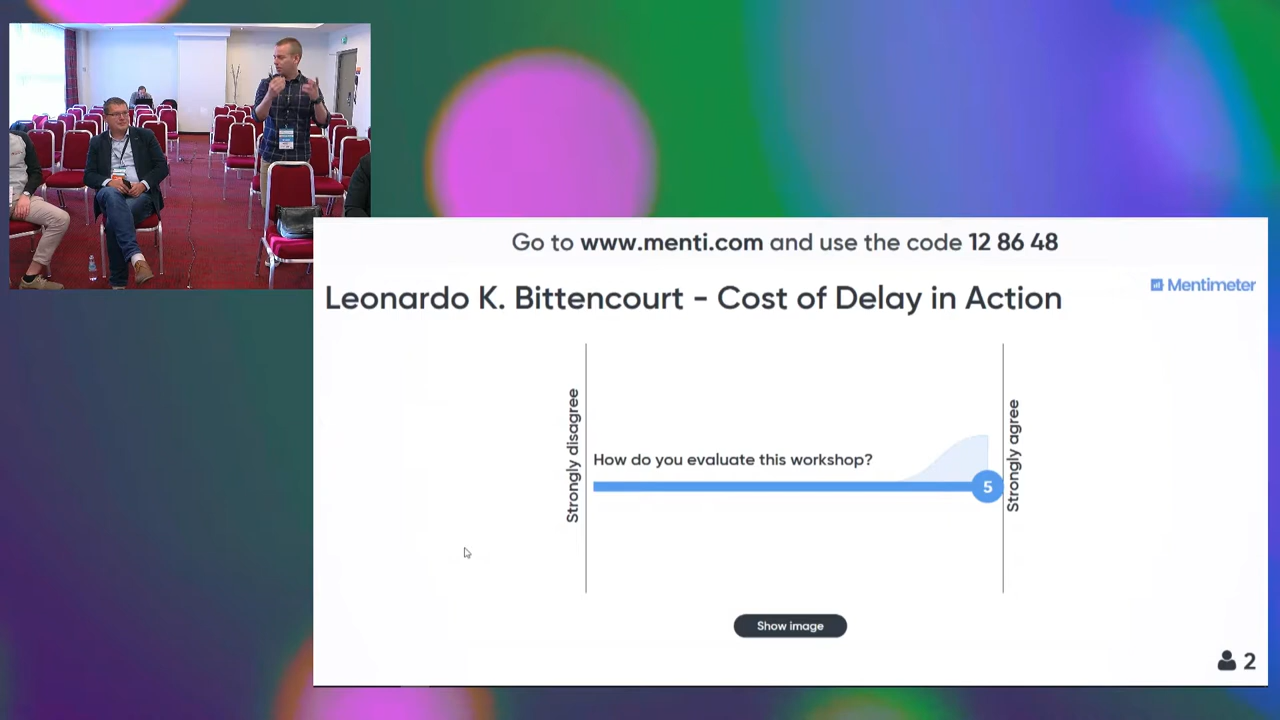 Go to www.menti.com and use the code 12 86 48
Mentimeter
Leonardo K. Bittencourt - Cost of Delay in Action
Strongly disagree
How do you evaluate this workshop?
5
Strongly agree
Show image
2